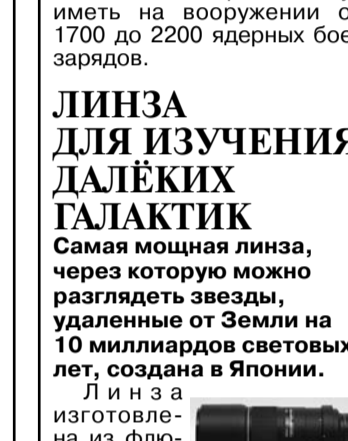 иметь на вооружении о
1700 до 2200 ядерных бое
зарядов.
ЛИНЗА
ДЛЯ ИЗУЧЕНИЯ
ДАЛЁКИХ
ГАЛАКТИК
Самая мощная линза,
через которую можно
разглядеть звезды,
удаленные от Земли на
10 миллиардов световых
лет, создана в Японии.
Линза
изготовле-
на из флю-